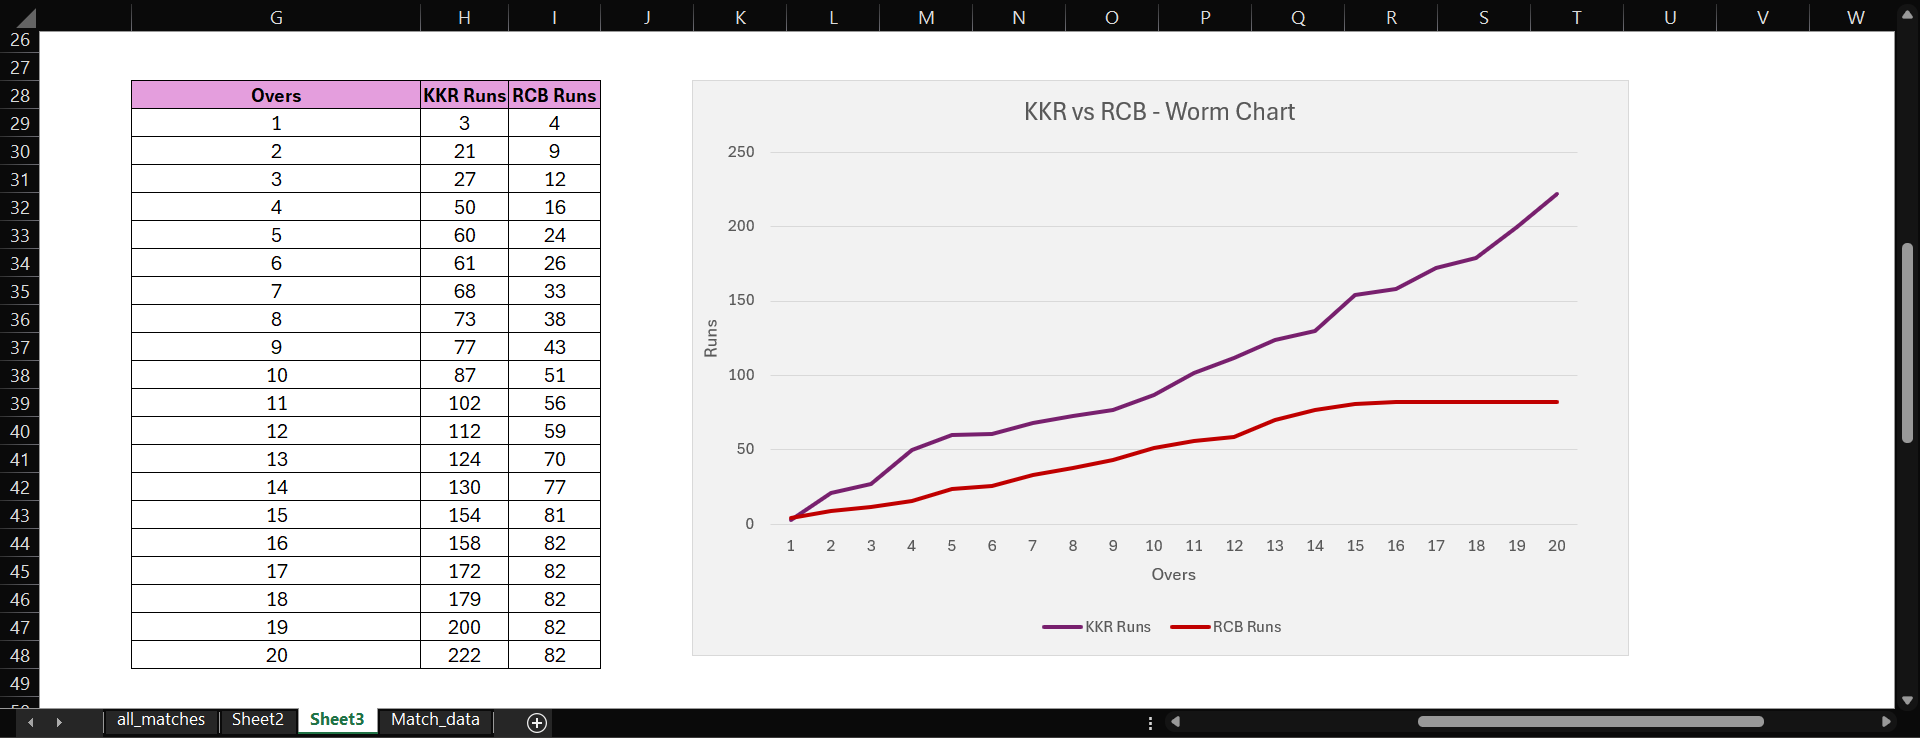 G H I J K L M N O P Q R S T U V W
26
27
28 Overs KKR Runs RCB Runs
29 1 3 4
30 2 21 9
31 3 27 12
32 4 50 16
33 5 60 24
34 6 61 26
35 7 68 33
36 8 73 38
37 9 77 43
38 10 87 51
39 11 102 56
40 12 112 59
41 13 124 70
42 14 130 77
43 15 154 81
44 16 158 82
45 17 172 82
46 18 179 82
47 19 200 82
48 20 222 82
49
KKR vs RCB - Worm Chart
250
200
150
100
50
0
Runs
1 2 3 4 5 6 7 8 9 10 11 12 13 14 15 16 17 18 19 20
Overs
KKR Runs RCB Runs
all_matches Sheet2 Sheet3 Match_data